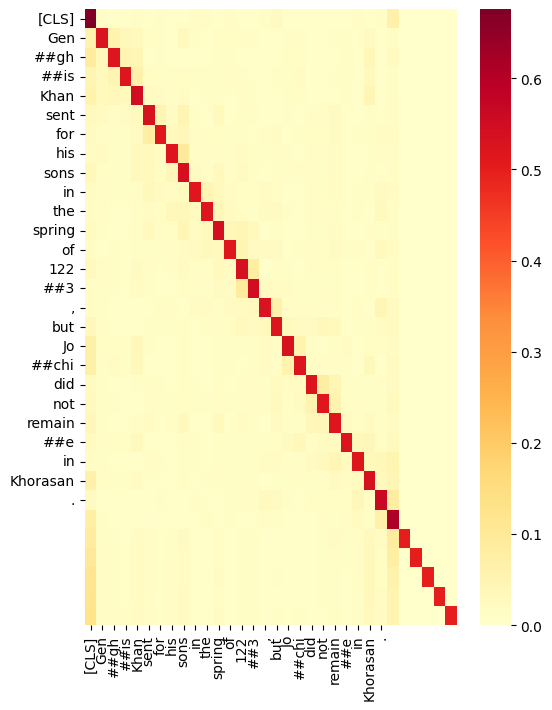 [CLS]
Gen
##gh
##is
Khan
sent
for
his
sons
in
the
spring
of
122
##3
,
but
Jo
##chi
did
not
remain
##e
in
Khorasan
.
0.6
0.5
0.4
0.3
0.2
0.1
0.0
[CLS]
Gen
##gh
##is
Khan
sent
for
his
sons
in
the
spring
of
122
##3
,
but
Jo
##chi
did
not
remain
##e
in
Khorasan
.